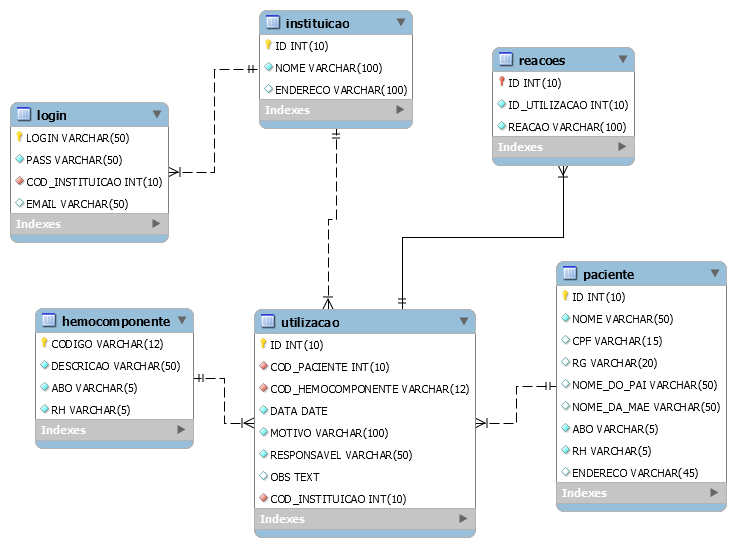 instituicao
ID INT(10)
NOME VARCHAR(100)
ENDERECO VARCHAR(100)
Indexes
reacoes
ID INT(10)
ID_UTILIZACAO INT(10)
REACAO VARCHAR(100)
Indexes
login
LOGIN VARCHAR(50)
PASS VARCHAR(50)
COD_INSTITUICAO INT(10)
EMAIL VARCHAR(50)
Indexes
hemocomponente
CODIGO VARCHAR(12)
DESCRICAO VARCHAR(50)
ABO VARCHAR(5)
RH VARCHAR(5)
Indexes
utilizacao
ID INT(10)
COD_PACIENTE INT(10)
COD_HEMOCOMPONENTE VARCHAR(12)
DATA DATE
MOTIVO VARCHAR(100)
RESPONSAVEL VARCHAR(50)
OBS TEXT
COD_INSTITUICAO INT(10)
Indexes
paciente
ID INT(10)
NOME VARCHAR(50)
CPF VARCHAR(15)
RG VARCHAR(20)
NOME_DO_PAI VARCHAR(50)
NOME_DA_MAE VARCHAR(50)
ABO VARCHAR(5)
RH VARCHAR(5)
ENDERECO VARCHAR(45)
Indexes